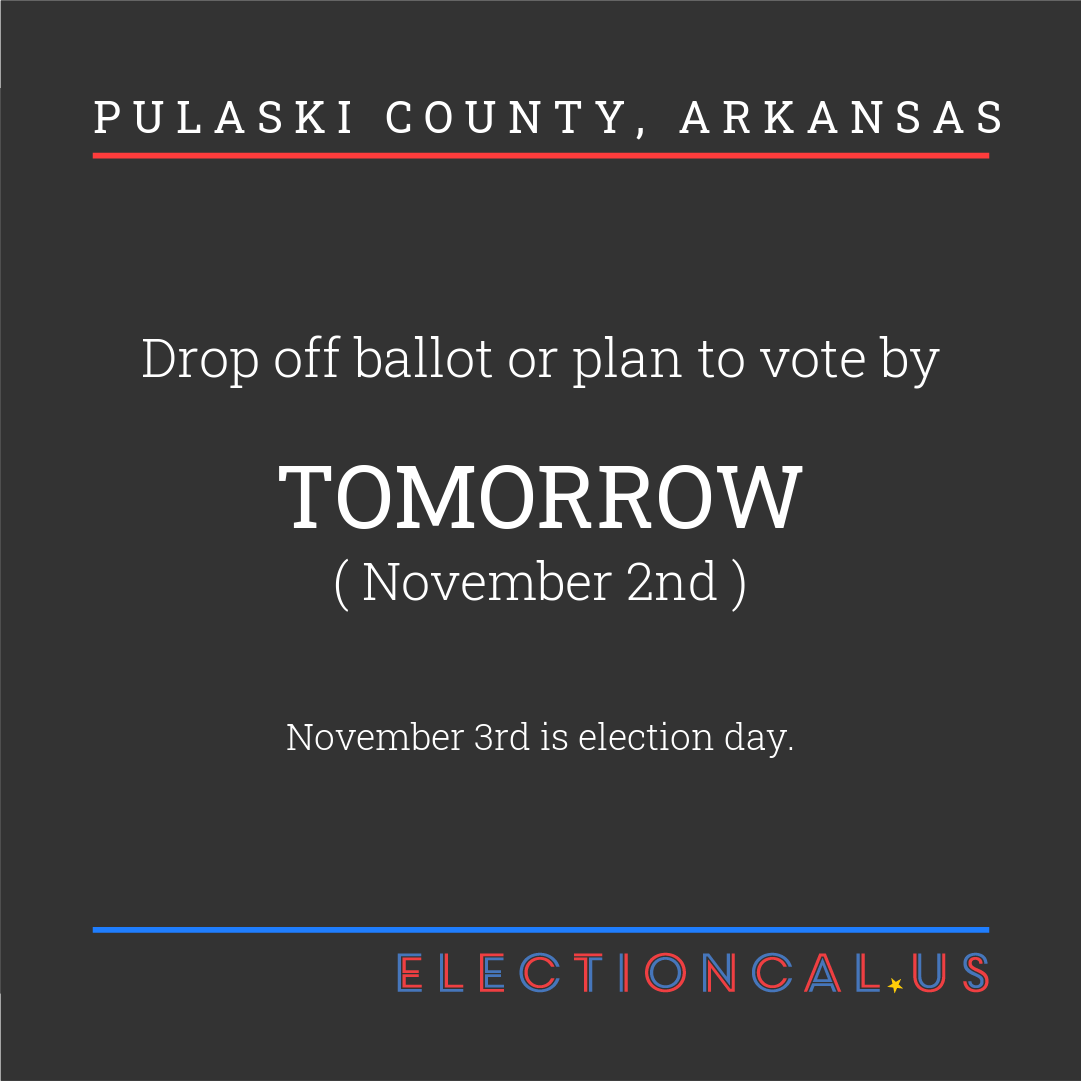 PULASKI COUNTY, ARKANSAS
Drop off ballot or plan to vote by
TOMORROW
( November 2nd )
November 3rd is election day.
ELECTIONCAL.US